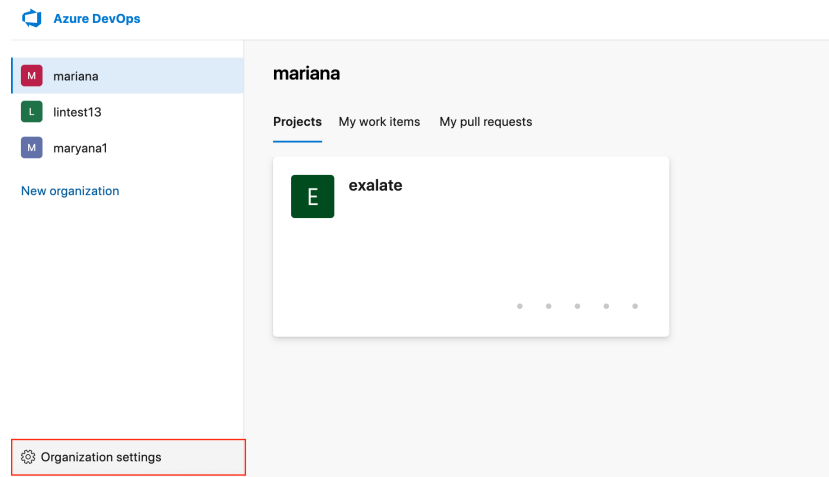 Azure DevOps
M mariana
L lintest13
M maryana1
New organization
Organization settings
mariana
Projects My work items My pull requests
E exalate